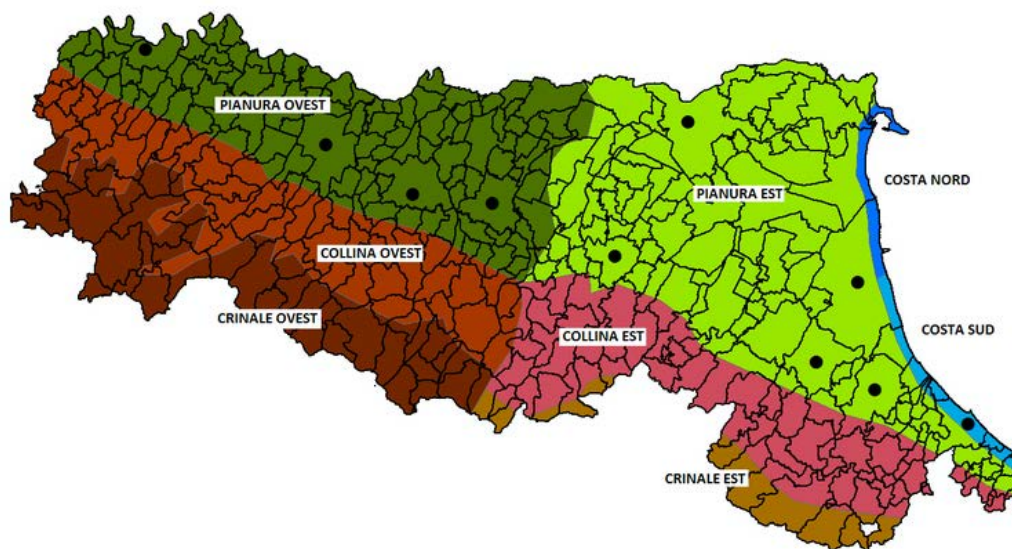 PIANURA OVEST
COSTA NORD
PIANURA EST
COLLINA OVEST
CRINALE OVEST
COSTA SUD
COLLINA EST
CRINALE EST